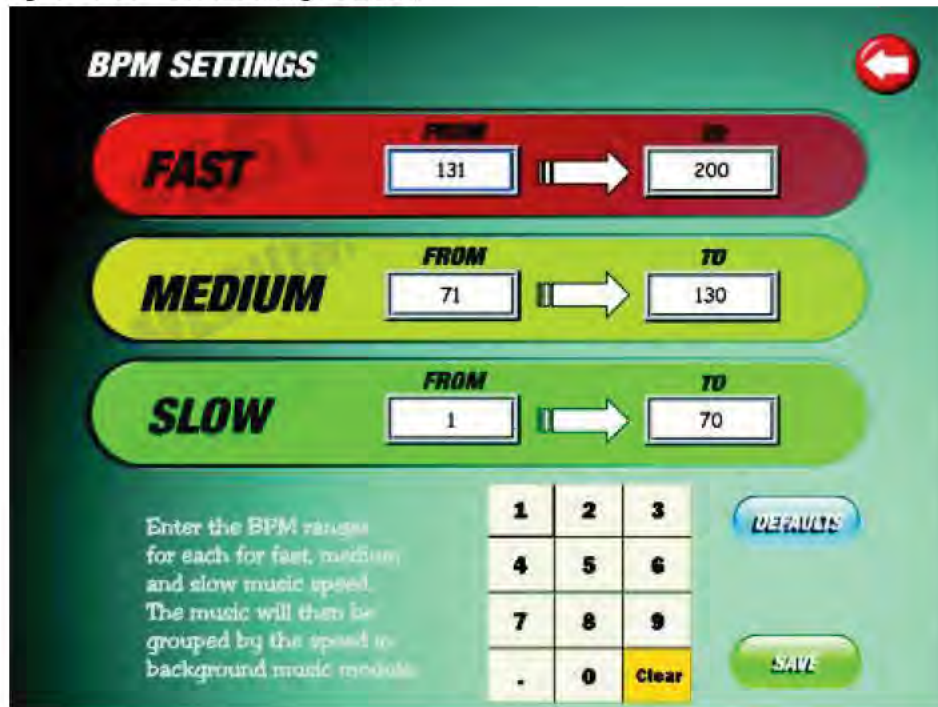 BPM SETTINGS
FAST
FROM
TO
131
200
MEDIUM
FROM
TO
71
130
SLOW
FROM
TO
1
70
Enter the BPM ranges
for each for fast, medium
and slow music speed.
The music will then be
grouped by the speed in
background music module.
1 2 3
4 5 6
7 8 9
. 0 Clear
DEFAULTS
SAVE